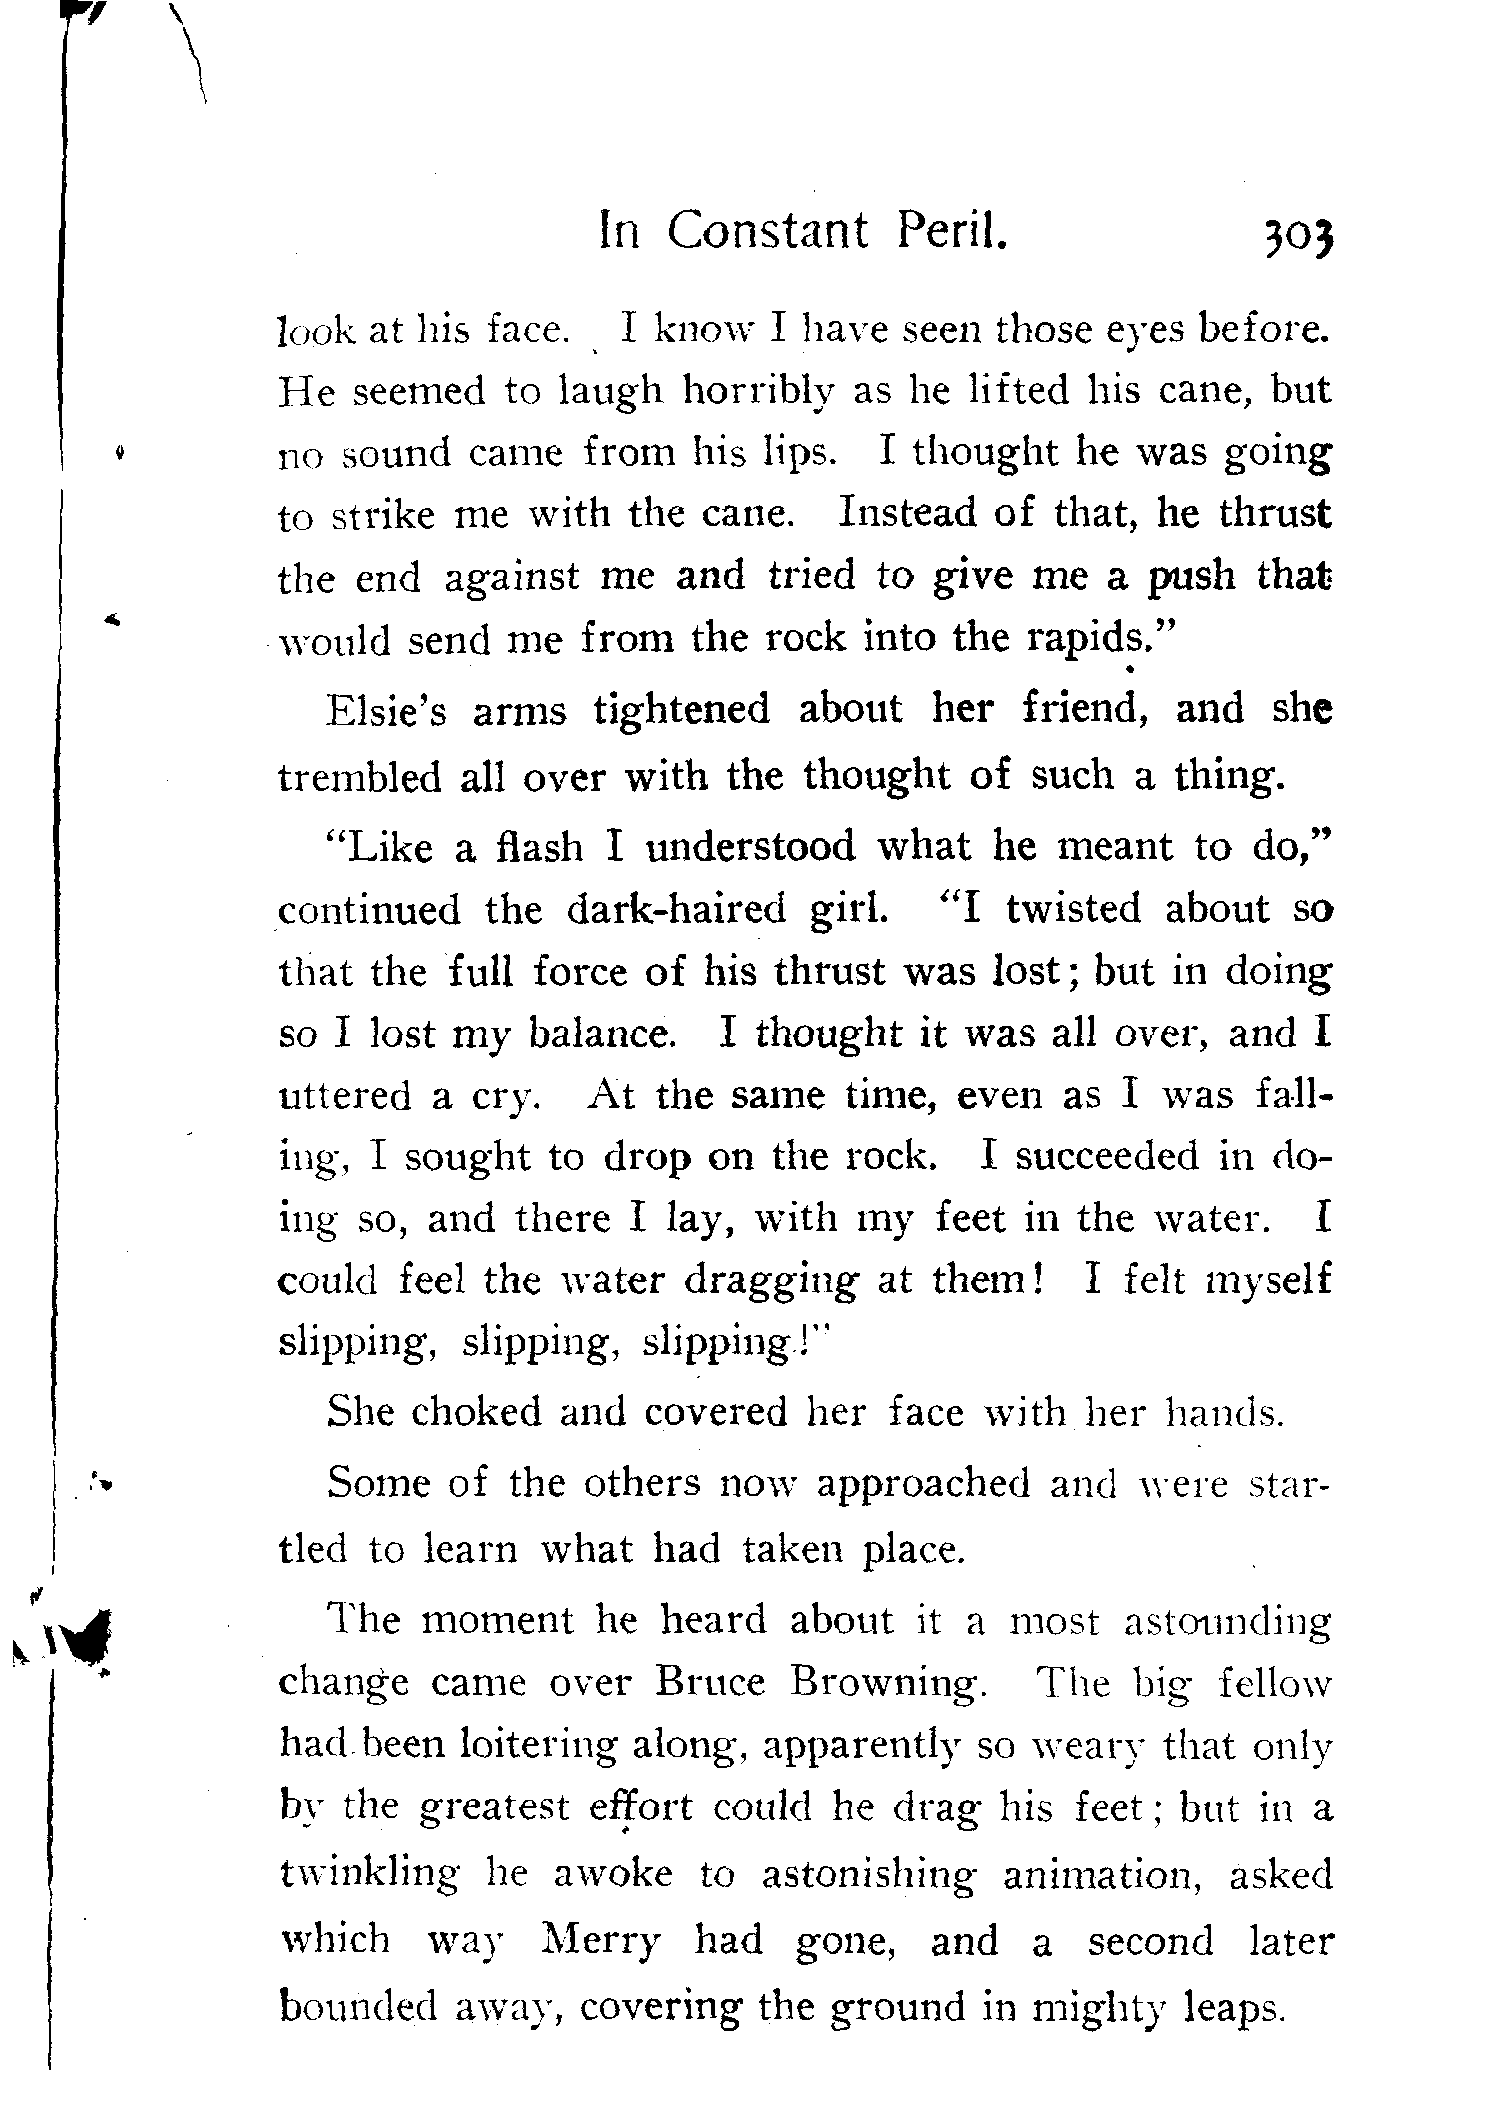 In Constant Peril. 303
look at his face. I know I have seen those eyes before.
He seemed to laugh horribly as he lifted his cane, but
no sound came from his lips. I thought he was going
to strike me with the cane. Instead of that, he thrust
the end against me and tried to give me a push that
would send me from the rock into the rapids.”
Elsie’s arms tightened about her friend, and she
trembled all over with the thought of such a thing.
“Like a flash I understood what he meant to do,”
continued the dark-haired girl. “I twisted about so
that the full force of his thrust was lost; but in doing
so I lost my balance. I thought it was all over, and I
uttered a cry. At the same time, even as I was fall-
ing, I sought to drop on the rock. I succeeded in do-
ing so, and there I lay, with my feet in the water. I
could feel the water dragging at them! I felt myself
slipping, slipping, slipping!”
She choked and covered her face with her hands.
Some of the others now approached and were star-
tled to learn what had taken place.
The moment he heard about it a most astounding
change came over Bruce Browning. The big fellow
had been loitering along, apparently so weary that only
by the greatest effort could he drag his feet; but in a
twinkling he awoke to astonishing animation, asked
which way Merry had gone, and a second later
bounded away, covering the ground in mighty leaps.